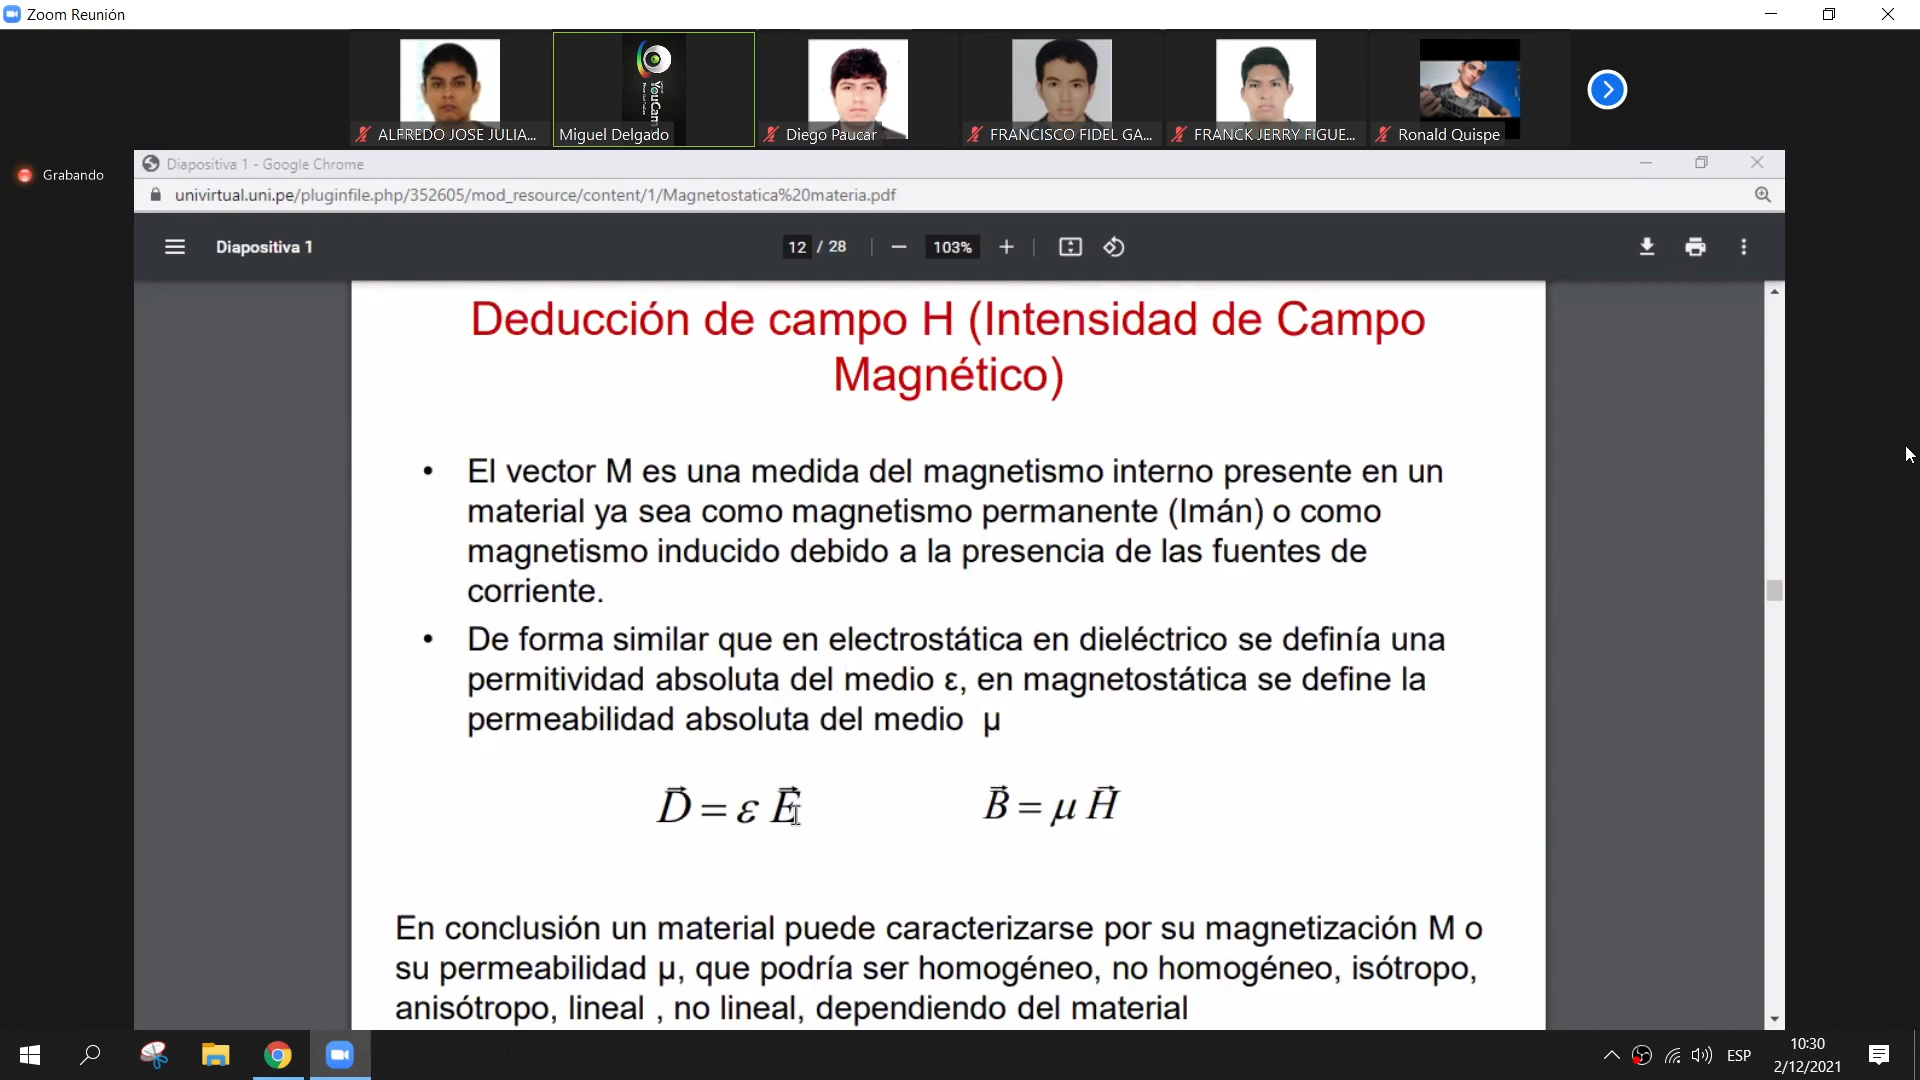 Zoom Reunión
ALFREDO JOSE JULIA...
Miguel Delgado
YouCam
Diego Paucar
FRANCISCO FIDEL GA...
FRANCK JERRY FIGUE...
Ronald Quispe
Grabando
Diapositiva 1 - Google Chrome
univirtual.uni.pe/pluginfile.php/352605/mod_resource/content/1/Magnetostatica%20materia.pdf
Diapositiva 1
12 / 28
103%
Deducción de campo H (Intensidad de Campo
Magnético)
• El vector M es una medida del magnetismo interno presente en un
material ya sea como magnetismo permanente (Imán) o como
magnetismo inducido debido a la presencia de las fuentes de
corriente.
• De forma similar que en electrostática en dieléctrico se definía una
permitividad absoluta del medio ε, en magnetostática se define la
permeabilidad absoluta del medio μ
D⃗ = ε E⃗
B⃗ = μ H⃗
En conclusión un material puede caracterizarse por su magnetización M o
su permeabilidad μ, que podría ser homogéneo, no homogéneo, isótropo,
anisótropo, lineal , no lineal, dependiendo del material
ESP
10:30
2/12/2021